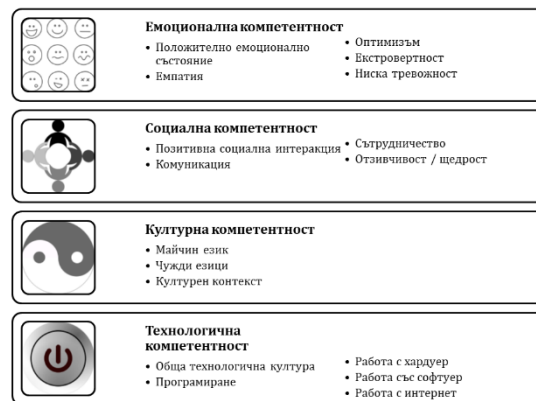 Емоционална компетентност
• Положително емоционално
състояние
• Емпатия
• Оптимизъм
• Екстровертност
• Ниска тревожност
Социална компетентност
• Позитивна социална интеракция
• Комуникация
• Сътрудничество
• Отзивчивост / щедрост
Културна компетентност
• Майчин език
• Чужди езици
• Културен контекст
Технологична
компетентност
• Обща технологична култура
• Програмиране
• Работа с хардуер
• Работа със софтуер
• Работа с интернет